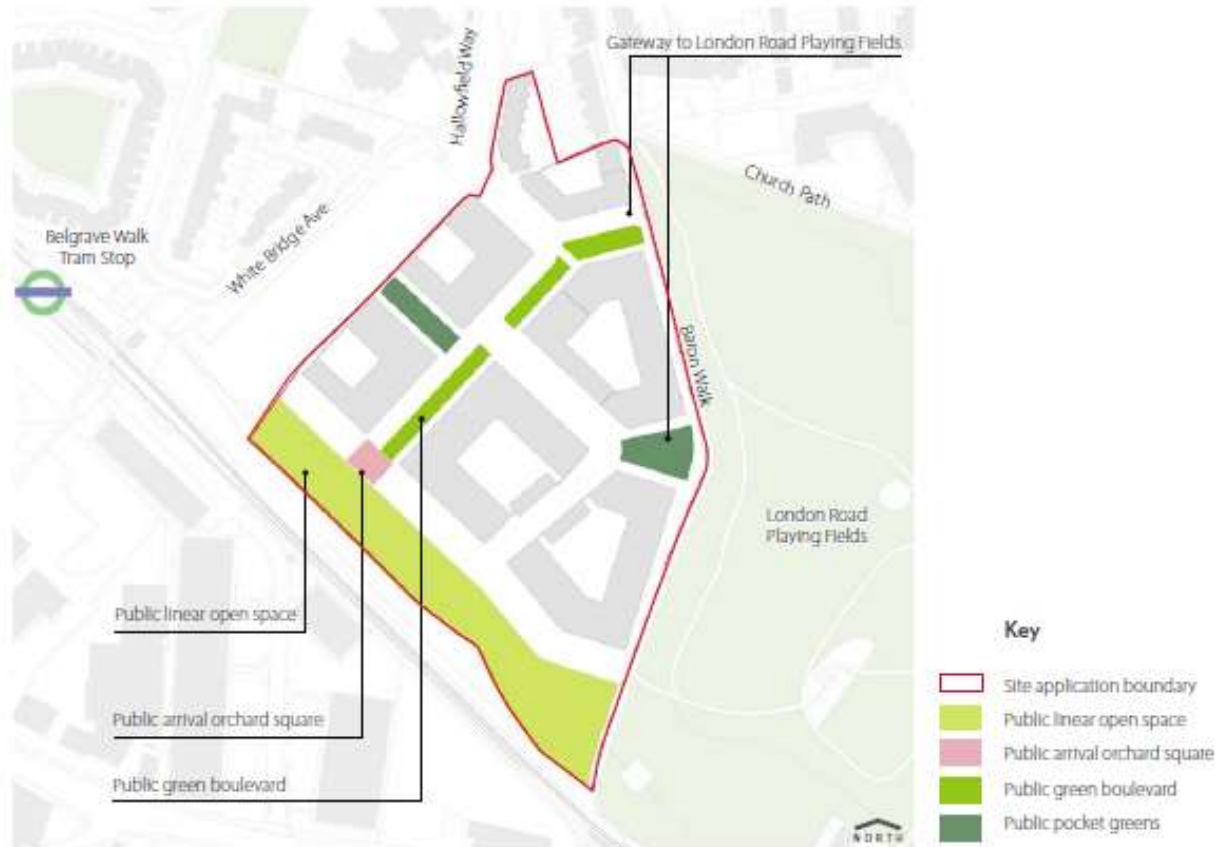 Hallowfield Way
Gateway to London Road Playing Fields
Church Path
Belgrave Walk
Tram Stop
White Bridge Ave
Baron Walk
London Road
Playing Fields
Public linear open space
Public arrival orchard square
Public green boulevard
NORTH
Key
Site application boundary
Public linear open space
Public arrival orchard square
Public green boulevard
Public pocket greens